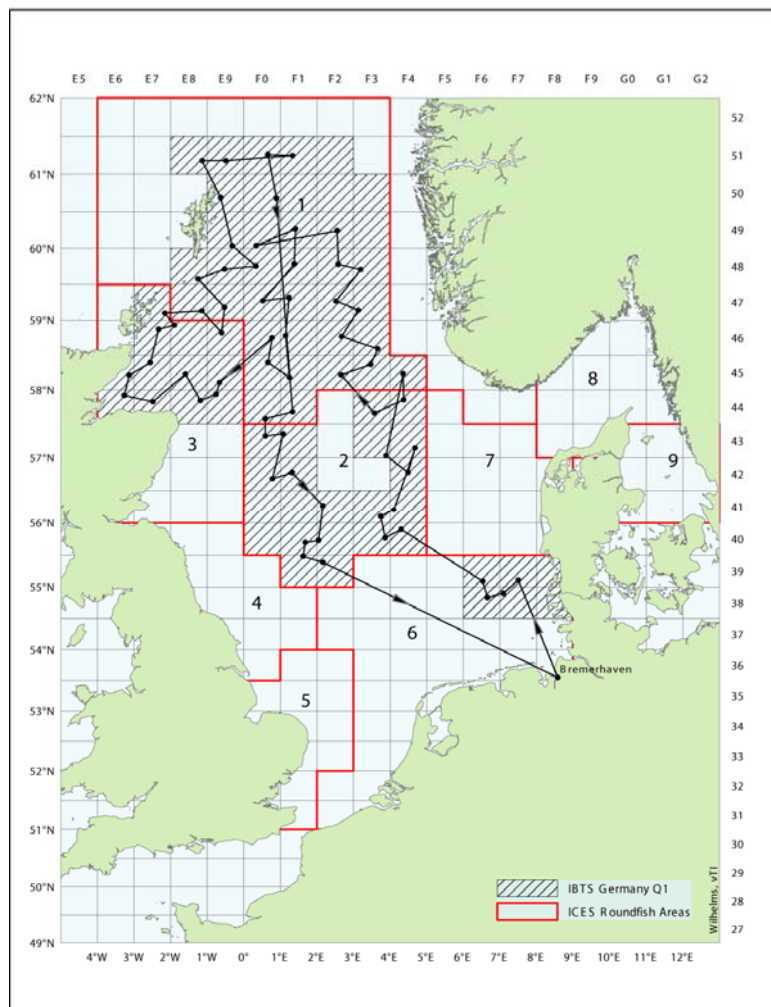 E5 E6 E7 E8 E9 F0 F1 F2 F3 F4 F5 F6 F7 F8 F9 G0 G1 G2
62°N
52
51
61°N
50
1
60°N
49
48
59°N
47
46
58°N
8
45
44
3
2
7
9
57°N
43
42
56°N
41
40
55°N
39
4
6
38
37
54°N
Bremerhaven
36
5
35
53°N
34
33
52°N
32
31
51°N
30
50°N
29
IBTS Germany Q1
28
ICES Roundfish Areas
27
49°N
Wilhelms, vTI
4°W 3°W 2°W 1°W 0° 1°E 2°E 3°E 4°E 5°E 6°E 7°E 8°E 9°E 10°E 11°E 12°E